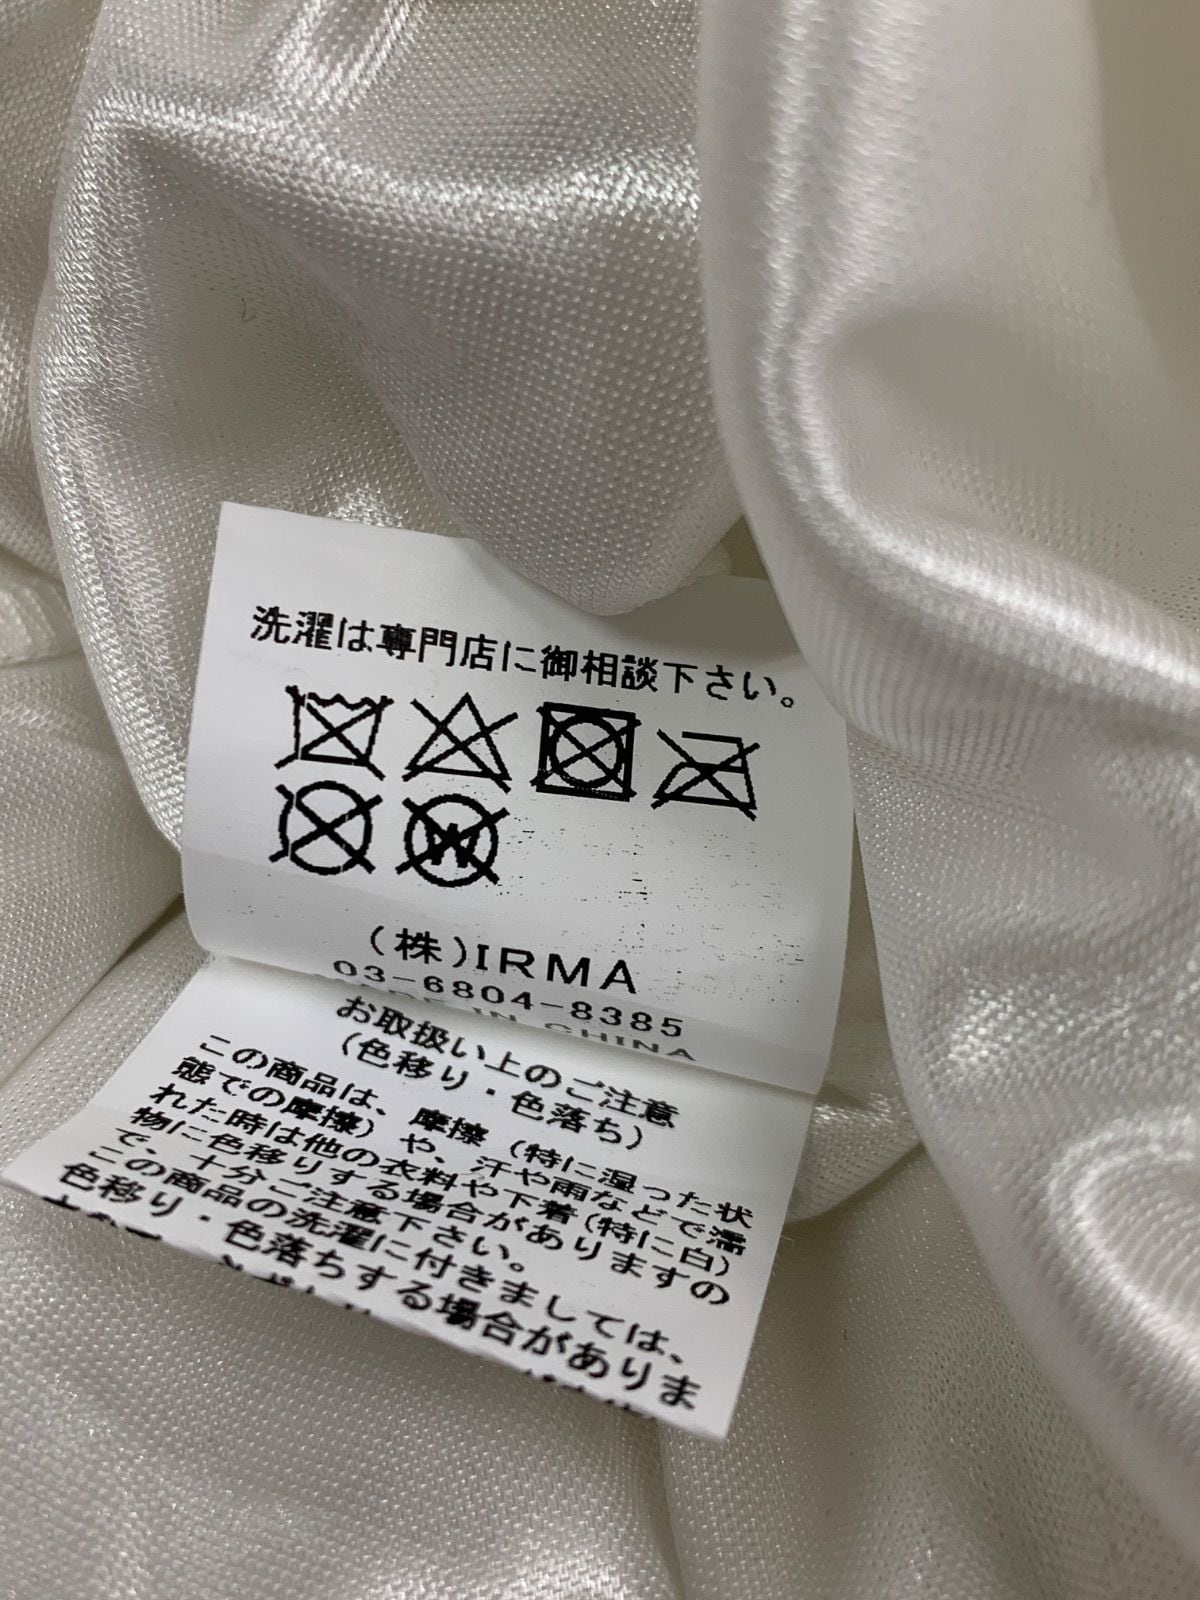 洗濯は専門店に御相談下さい。
W
(株)IRMA
03-6804-8385
MADE IN CHINA
お取扱い上のご注意
(色移り・色落ち)
この商品は、摩擦(特に湿った状
態での摩擦)や、汗や雨などで濡
れた時は他の衣料や下着(特に白)
物に色移りする場合がありますの
で、十分ご注意下さい。
この商品の洗濯に付きましては、
色移り・色落ちする場合がありま